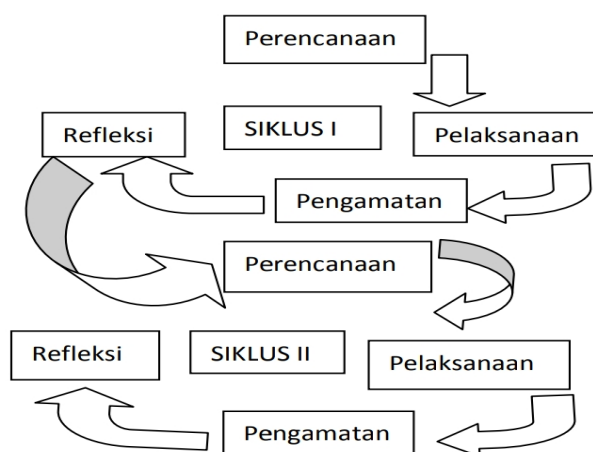 Perencanaan
Refleksi
SIKLUS I
Pelaksanaan
Pengamatan
Perencanaan
Refleksi
SIKLUS II
Pelaksanaan
Pengamatan